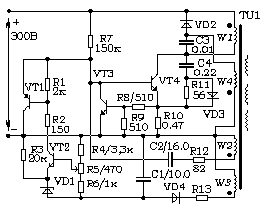 +
300В
-
R7
150к
VD2
TU1
W1
C3
0.01
C4
0.22
W4
VT1
R1
2к
VT3
VT4
R8/510
R11
56
VD3
R2
150
R9
510
R10
0.47
R3
20к
VT2
R4/3,3к
C2/16.0
R12
82
W2
R5/470
C1/10.0
VD1
R6/1к
VD4
R13
W3